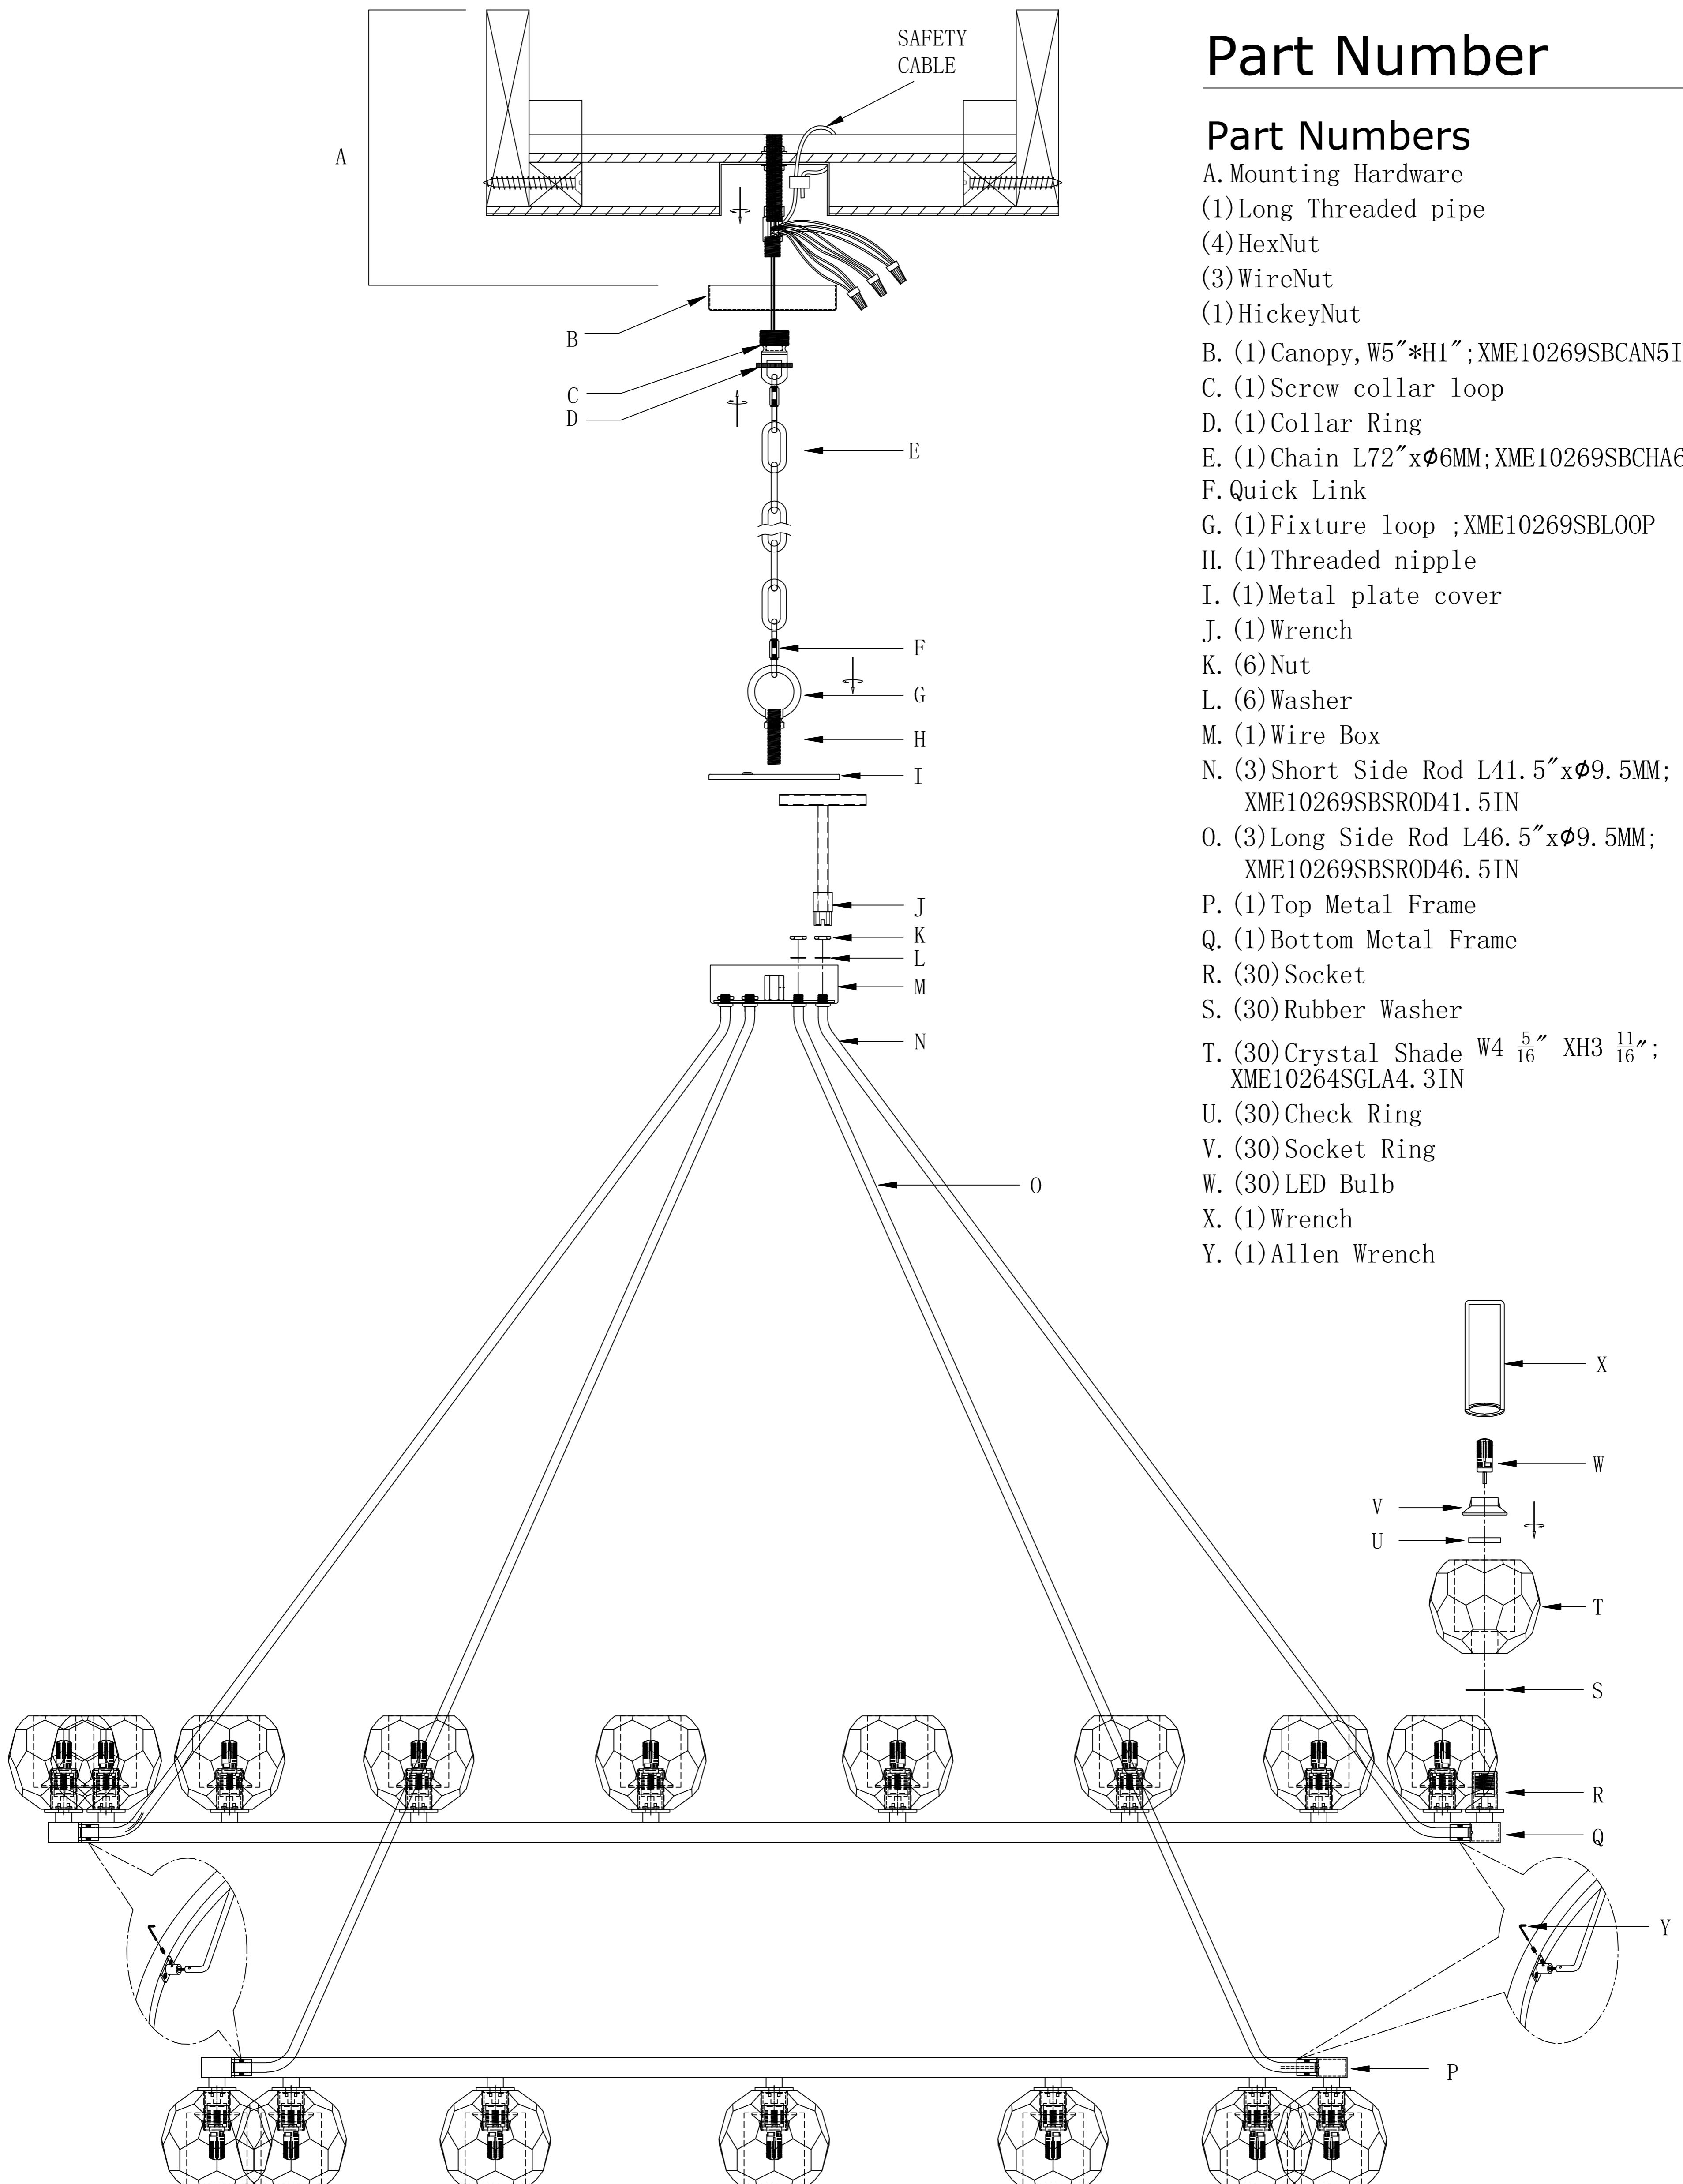 Part Number
Part Numbers
A.Mounting Hardware
(1)Long Threaded pipe
(4)HexNut
(3)WireNut
(1)HickeyNut
B.(1)Canopy,W5″*H1″;XME10269SBCAN5I
C.(1)Screw collar loop
D.(1)Collar Ring
E.(1)Chain L72″xϕ6MM;XME10269SBCHA6
F.Quick Link
G.(1)Fixture loop ;XME10269SBLOOP
H.(1)Threaded nipple
I.(1)Metal plate cover
J.(1)Wrench
K.(6)Nut
L.(6)Washer
M.(1)Wire Box
N.(3)Short Side Rod L41.5″xϕ9.5MM;
XME10269SBSROD41.5IN
O.(3)Long Side Rod L46.5″xϕ9.5MM;
XME10269SBSROD46.5IN
P.(1)Top Metal Frame
Q.(1)Bottom Metal Frame
R.(30)Socket
S.(30)Rubber Washer
T.(30)Crystal Shade W4 5/16″ XH3 11/16″;
XME10264SGLA4.3IN
U.(30)Check Ring
V.(30)Socket Ring
W.(30)LED Bulb
X.(1)Wrench
Y.(1)Allen Wrench
SAFETY
CABLE
A
B
C
D
E
F
G
H
I
J
K
L
M
N
O
X
W
V
U
T
S
R
Q
Y
P